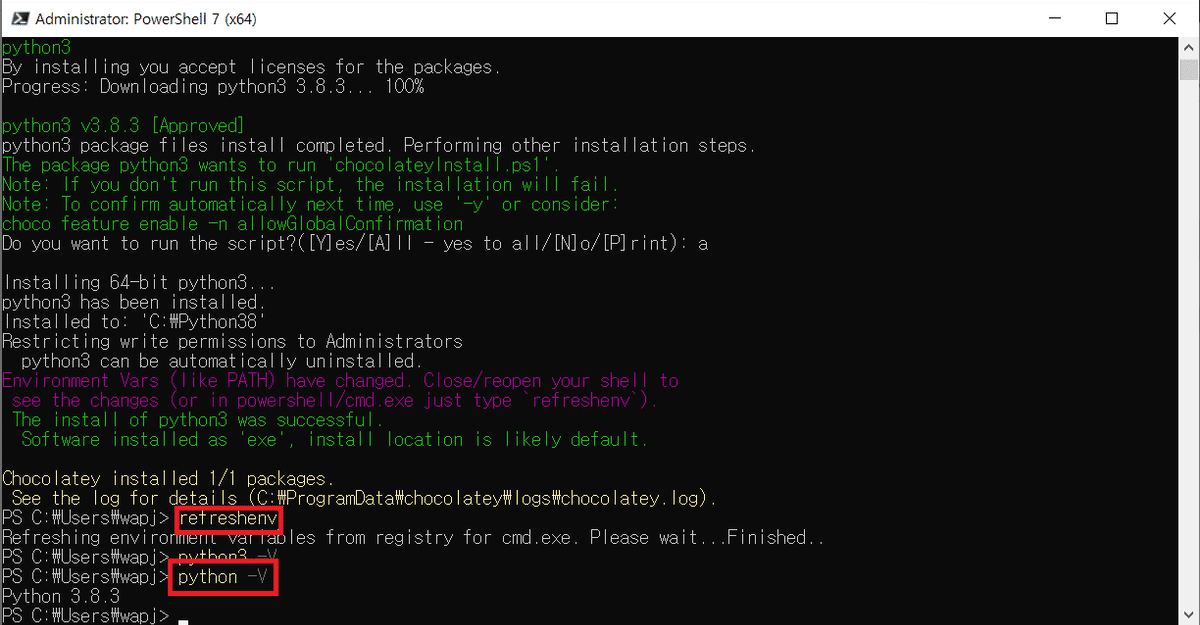 Administrator: PowerShell 7 (x64)
python3
By installing you accept licenses for the packages.
Progress: Downloading python3 3.8.3... 100%
python3 v3.8.3 [Approved]
python3 package files install completed. Performing other installation steps.
The package python3 wants to run 'chocolateyInstall.ps1'.
Note: If you don't run this script, the installation will fail.
Note: To confirm automatically next time, use '-y' or consider:
choco feature enable -n allowGlobalConfirmation
Do you want to run the script?([Y]es/[A]ll - yes to all/[N]o/[P]rint): a
Installing 64-bit python3...
python3 has been installed.
Installed to: 'C:₩Python38'
Restricting write permissions to Administrators
python3 can be automatically uninstalled.
Environment Vars (like PATH) have changed. Close/reopen your shell to
see the changes (or in powershell/cmd.exe just type `refreshenv`).
The install of python3 was successful.
Software installed as 'exe', install location is likely default.
Chocolatey installed 1/1 packages.
See the log for details (C:₩ProgramData₩chocolatey₩logs₩chocolatey.log).
PS C:₩Users₩wapj> refreshenv
Refreshing environment variables from registry for cmd.exe. Please wait...Finished..
PS C:₩Users₩wapj> python3 -V
PS C:₩Users₩wapj> python -V
Python 3.8.3
PS C:₩Users₩wapj>